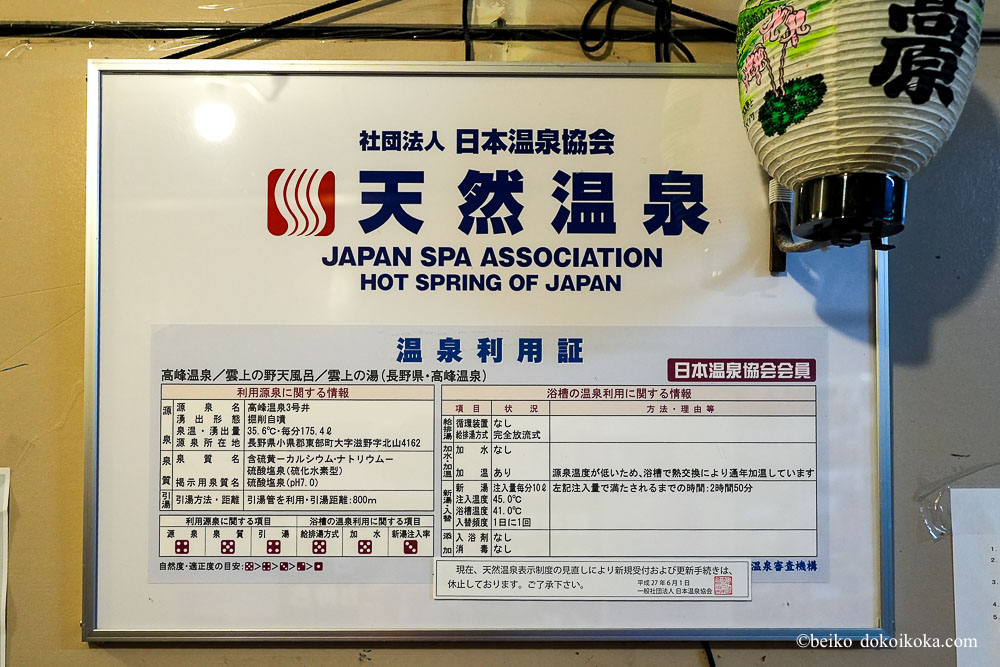 高原
社団法人 日本温泉協会
天然温泉
JAPAN SPA ASSOCIATION
HOT SPRING OF JAPAN
温泉利用証
高峰温泉／雲上の野天風呂／雲上の湯（長野県・高峰温泉）
日本温泉協会会員
利用源泉に関する情報
源泉
源泉名 高峰温泉3号井
湧出形態 掘削自噴
泉温・湧出量 35.6℃・毎分175.4ℓ
源泉所在地 長野県小県郡東部町大字滋野字北山4162
泉質
泉質名 含硫黄ーカルシウム・ナトリウムー
硫酸塩泉（硫化水素型）
掲示用泉質名 硫酸塩泉（pH7.0）
引湯
引湯方法・距離 引湯管を利用・引湯距離：800m
利用源泉に関する項目 浴槽の温泉利用に関する項目
源泉 泉質 引湯 給排湯方式 加水 新湯注入率
自然度・適正度の目安：
浴槽の温泉利用に関する情報
項目 状況 方法・理由等
給排湯
循環装置 なし
給排湯方式 完全放流式
加水・加温
加水 なし
加温 あり 源泉温度が低いため、浴槽で熱交換により通年加温しています
新湯・入替
新湯 注入量毎分10ℓ 左記注入量で満たされるまでの時間：2時間50分
注入温度 45.0℃
浴槽温度 41.0℃
入替頻度 1日に1回
添加
入浴剤 なし
消毒 なし
温泉審査機構
現在、天然温泉表示制度の見直しにより新規受付および更新手続きは、
休止しております。ご了承下さい。
平成27年6月1日
一般社団法人 日本温泉協会
©beiko dokoikoka.com